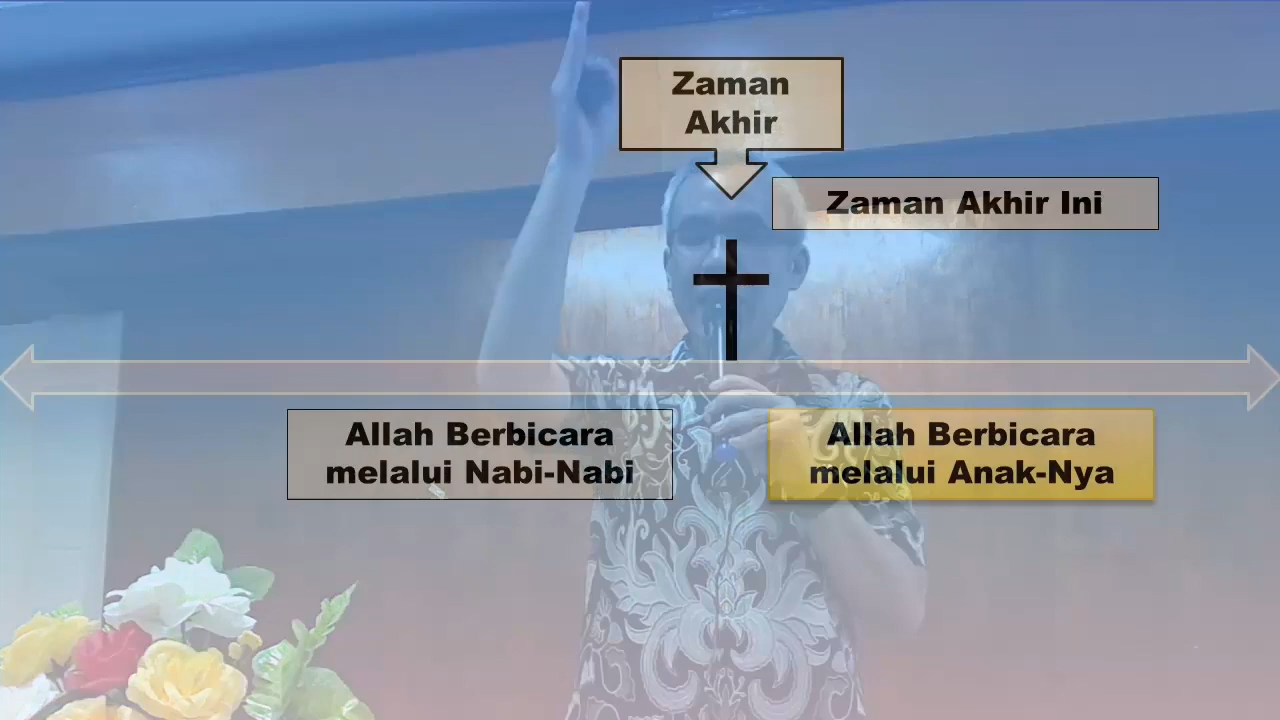 Zaman
Akhir
Zaman Akhir Ini
Allah Berbicara
melalui Nabi-Nabi
Allah Berbicara
melalui Anak-Nya